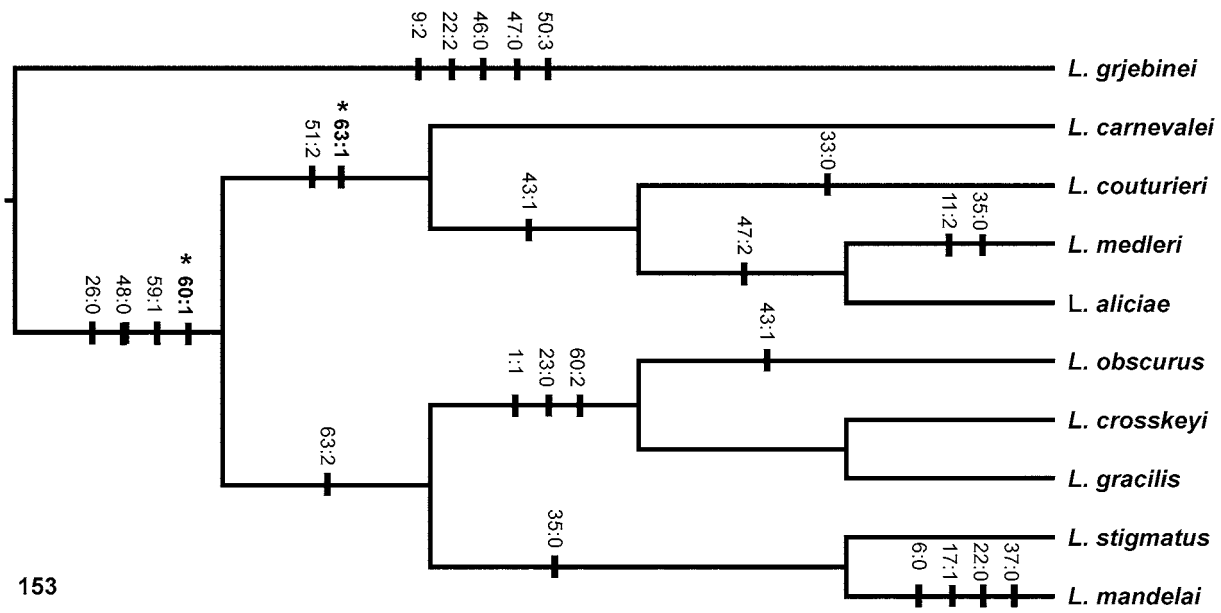 9:2 22:2 46:0 47:0 50:3
L. grjebinei
51:2 * 63:1
L. carnevalei
33:0
L. couturieri
43:1
11:2 35:0
L. medleri
47:2
L. aliciae
26:0 48:0 59:1 * 60:1
43:1
L. obscurus
1:1 23:0 60:2
L. crosskeyi
L. gracilis
63:2
35:0
L. stigmatus
6:0 17:1 22:0 37:0
L. mandelai
153